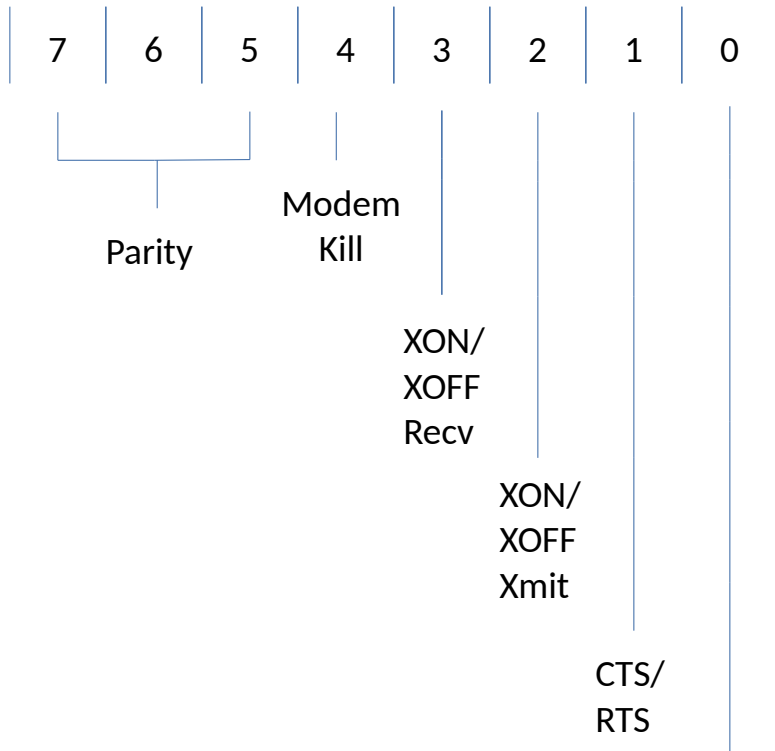 7 6 5 4 3 2 1 0
Modem
Kill
Parity
XON/
XOFF
Recv
XON/
XOFF
Xmit
CTS/
RTS